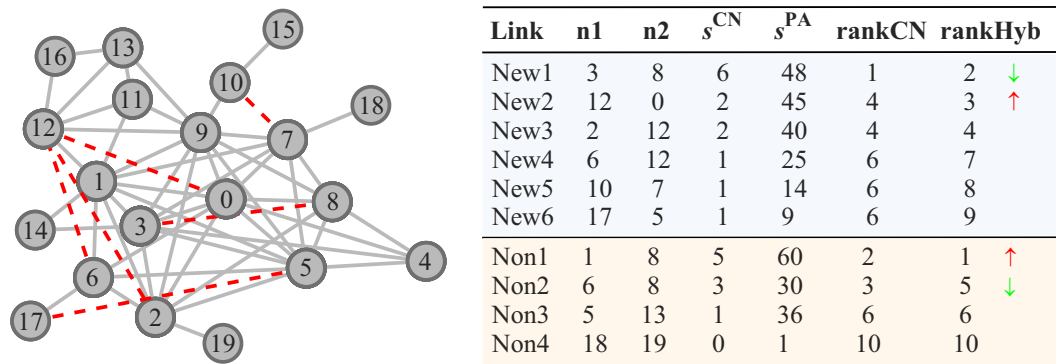 15
13
16
10
11
18
12
9
7
1
0
8
3
14
4
5
6
2
17
19
Link n1 n2 s^CN s^PA rankCN rankHyb
New1 3 8 6 48 1 2 ↓
New2 12 0 2 45 4 3 ↑
New3 2 12 2 40 4 4
New4 6 12 1 25 6 7
New5 10 7 1 14 6 8
New6 17 5 1 9 6 9
Non1 1 8 5 60 2 1 ↑
Non2 6 8 3 30 3 5 ↓
Non3 5 13 1 36 6 6
Non4 18 19 0 1 10 10